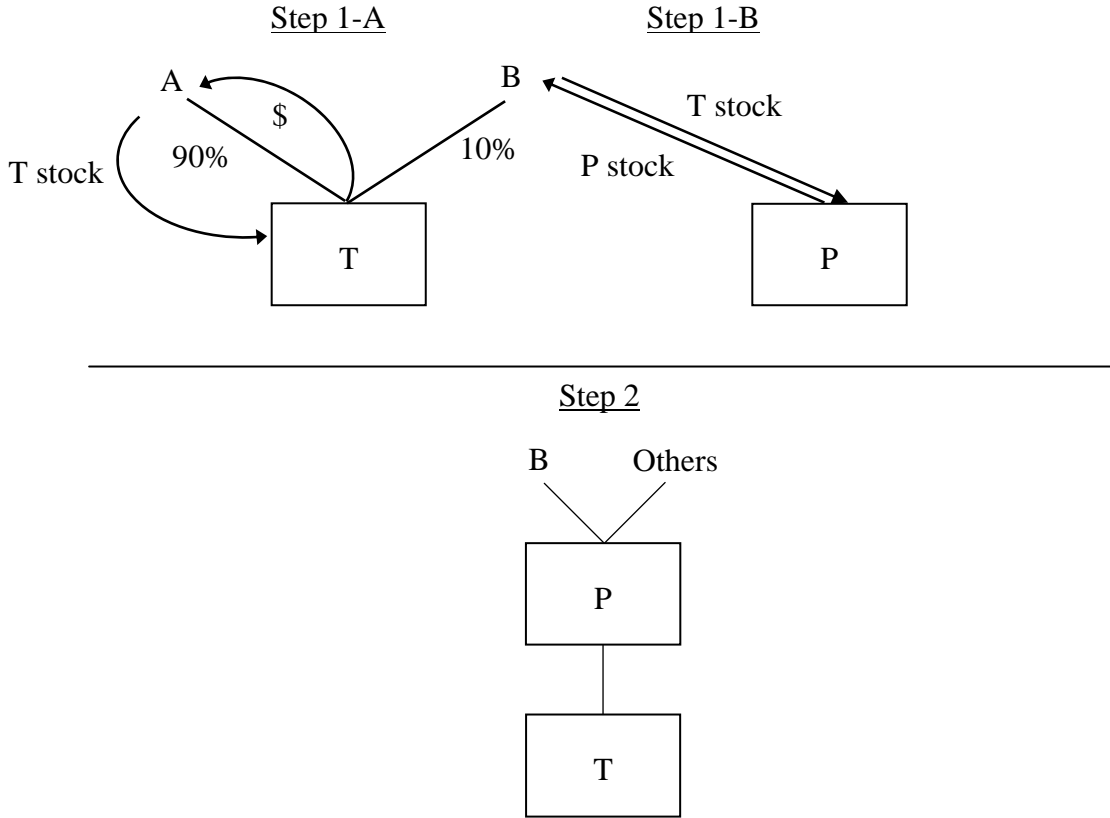 Step 1-A
Step 1-B
A
B
$
T stock
90%
10%
T stock
P stock
T
P
Step 2
B
Others
P
T